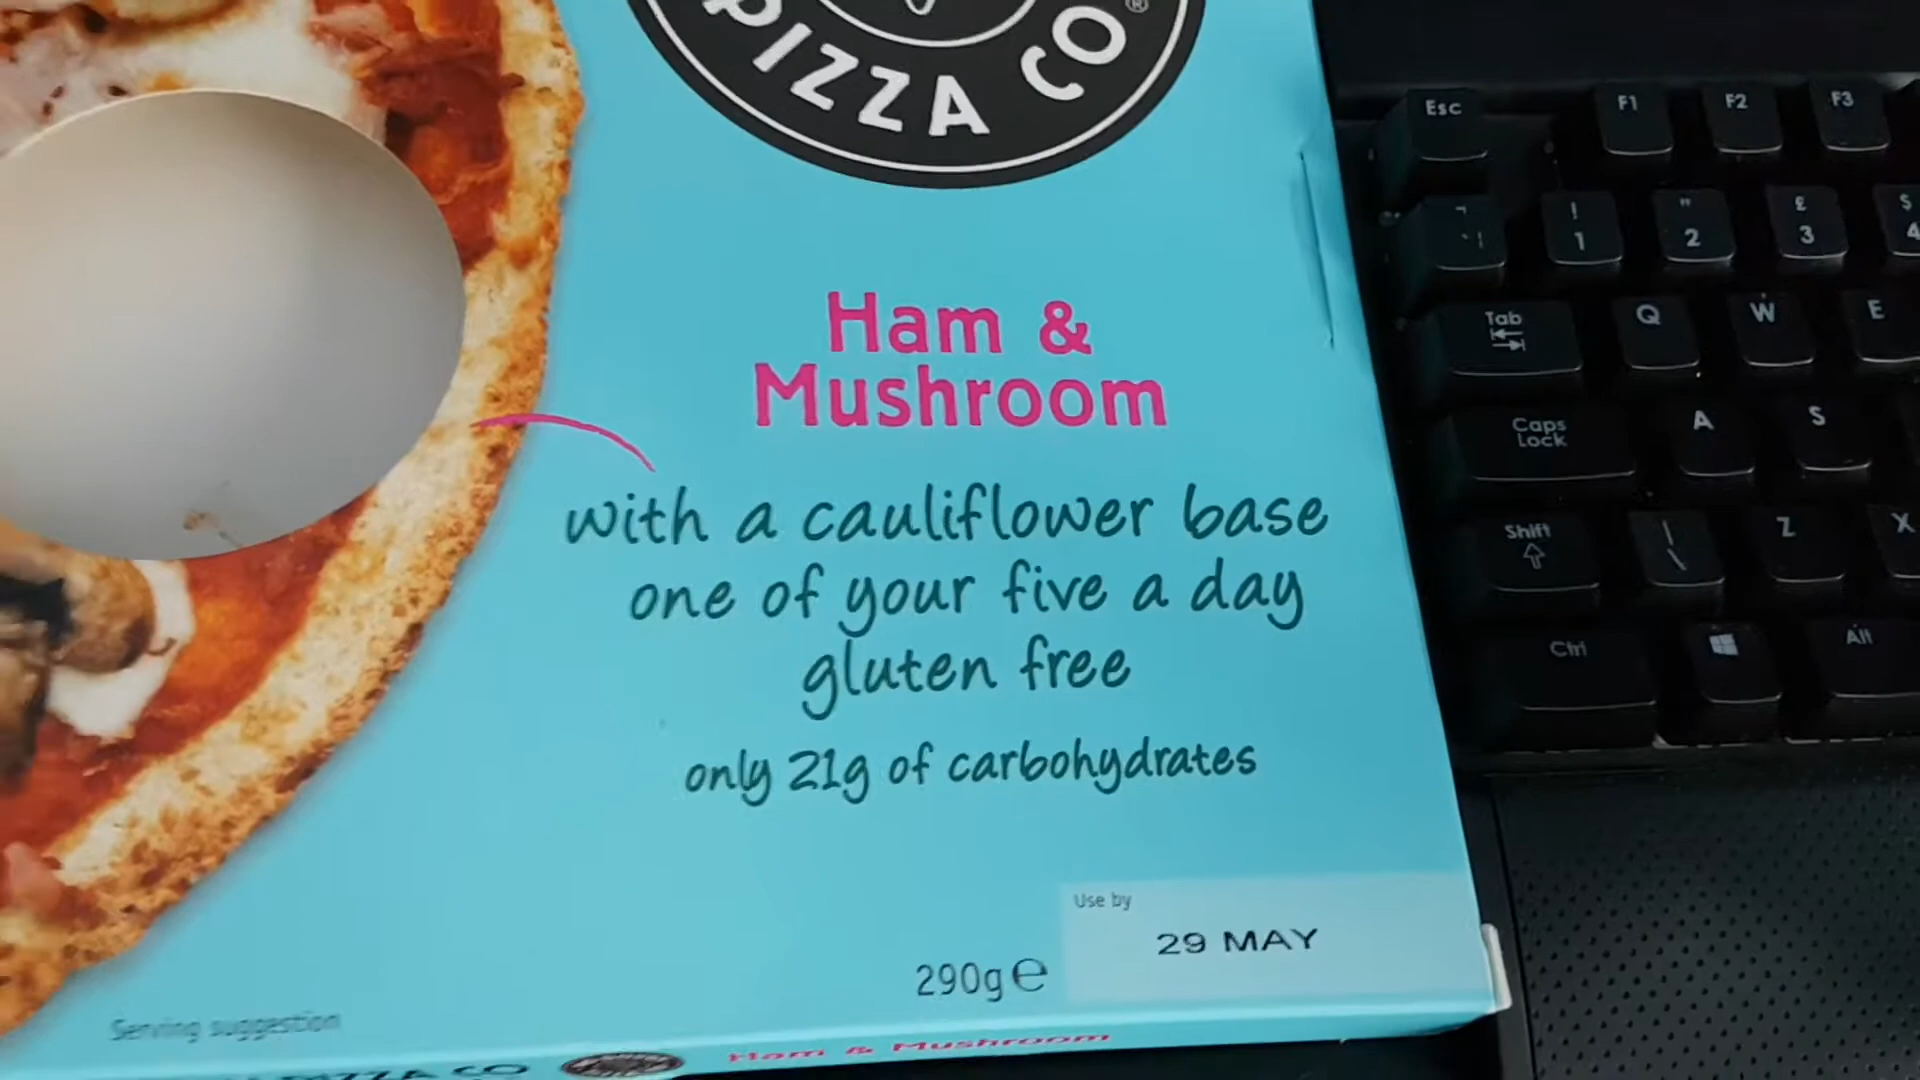 PIZZA CO®
Ham &
Mushroom
with a cauliflower base
one of your five a day
gluten free
only 21g of carbohydrates
Use by
29 MAY
290g e
Serving suggestion
PIZZA CO
Ham & Mushroom
Esc F1 F2 F3
¬ ` ¦ ! 1 " 2 £ 3 $ 4
Tab Q W E
Caps Lock A S
Shift | \ Z X
Ctrl Alt